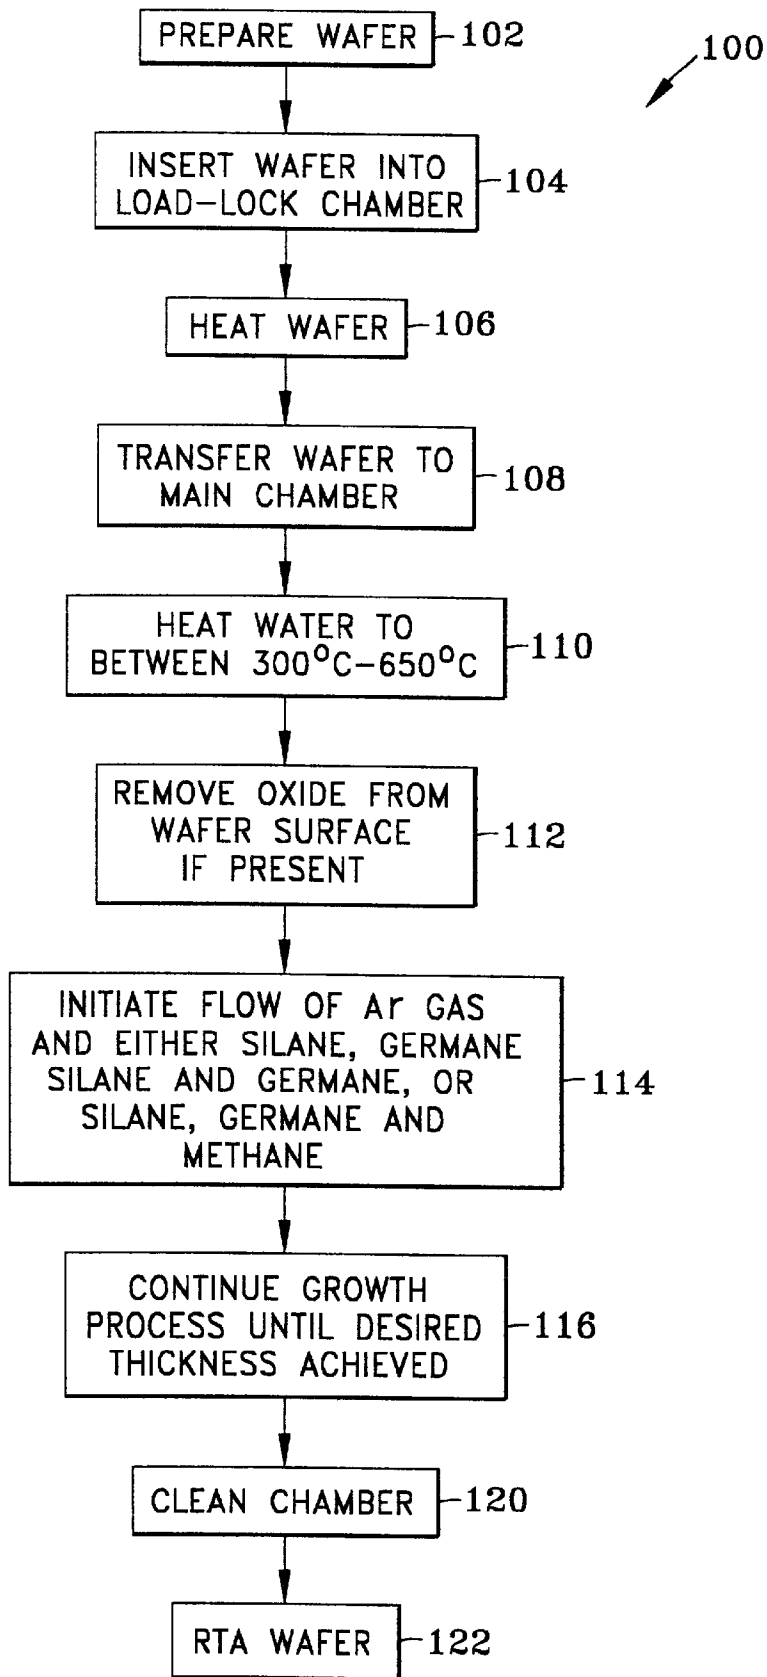 PREPARE WAFER
102
100
INSERT WAFER INTO
LOAD-LOCK CHAMBER
104
HEAT WAFER
106
TRANSFER WAFER TO
MAIN CHAMBER
108
HEAT WATER TO
BETWEEN 300°C-650°C
110
REMOVE OXIDE FROM
WAFER SURFACE
IF PRESENT
112
INITIATE FLOW OF Ar GAS
AND EITHER SILANE, GERMANE
SILANE AND GERMANE, OR
SILANE, GERMANE AND
METHANE
114
CONTINUE GROWTH
PROCESS UNTIL DESIRED
THICKNESS ACHIEVED
116
CLEAN CHAMBER
120
RTA WAFER
122